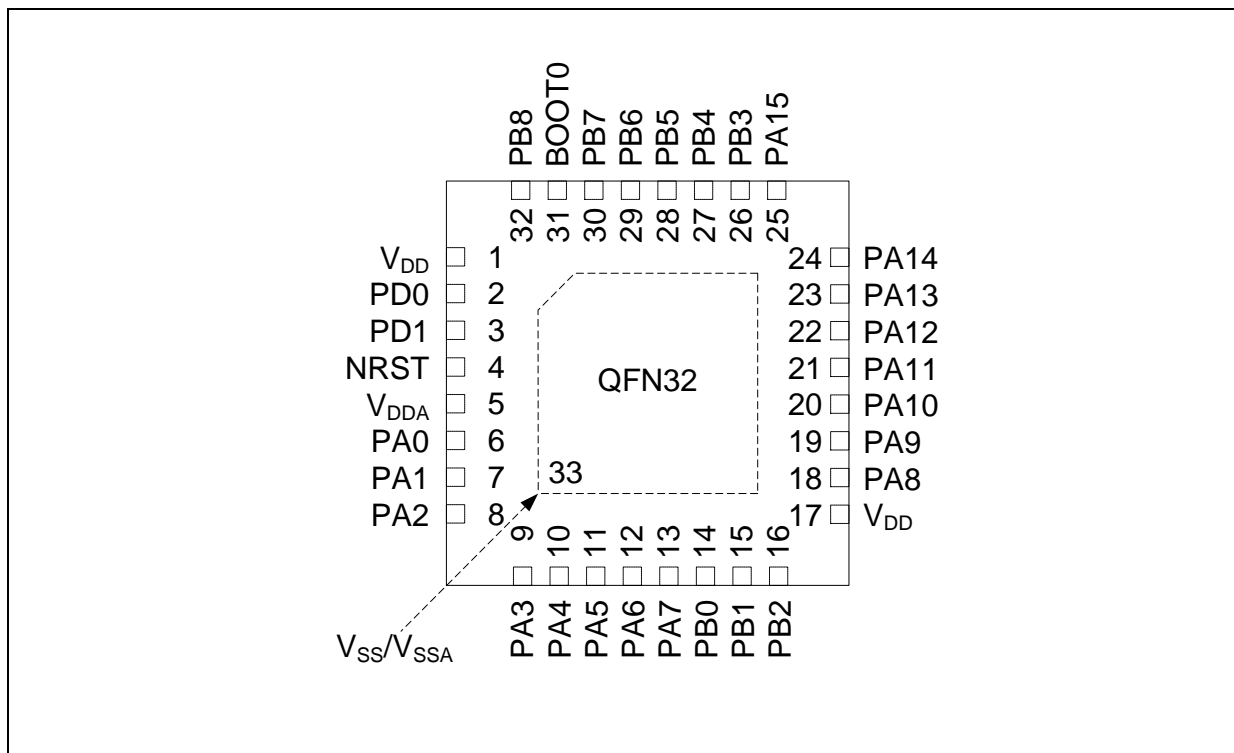 PB8
BOOT0
PB7
PB6
PB5
PB4
PB3
PA15
32
31
30
29
28
27
26
25
VDD 1
PD0 2
PD1 3
NRST 4
VDDA 5
PA0 6
PA1 7
PA2 8
24 PA14
23 PA13
22 PA12
21 PA11
20 PA10
19 PA9
18 PA8
17 VDD
QFN32
33
9
10
11
12
13
14
15
16
PA3
PA4
PA5
PA6
PA7
PB0
PB1
PB2
VSS/VSSA